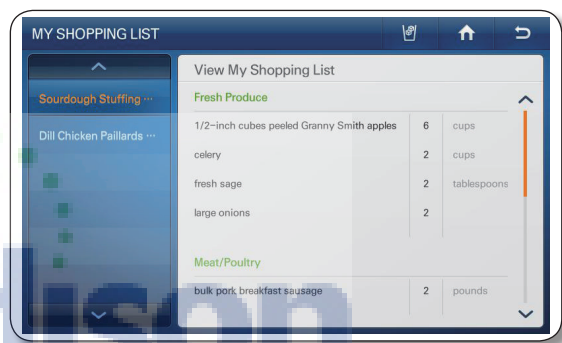 MY SHOPPING LIST
Sourdough Stuffing ···
Dill Chicken Paillards ···
View My Shopping List
Fresh Produce
1/2-inch cubes peeled Granny Smith apples 6 cups
celery 2 cups
fresh sage 2 tablespoons
large onions 2
Meat/Poultry
bulk pork breakfast sausage 2 pounds